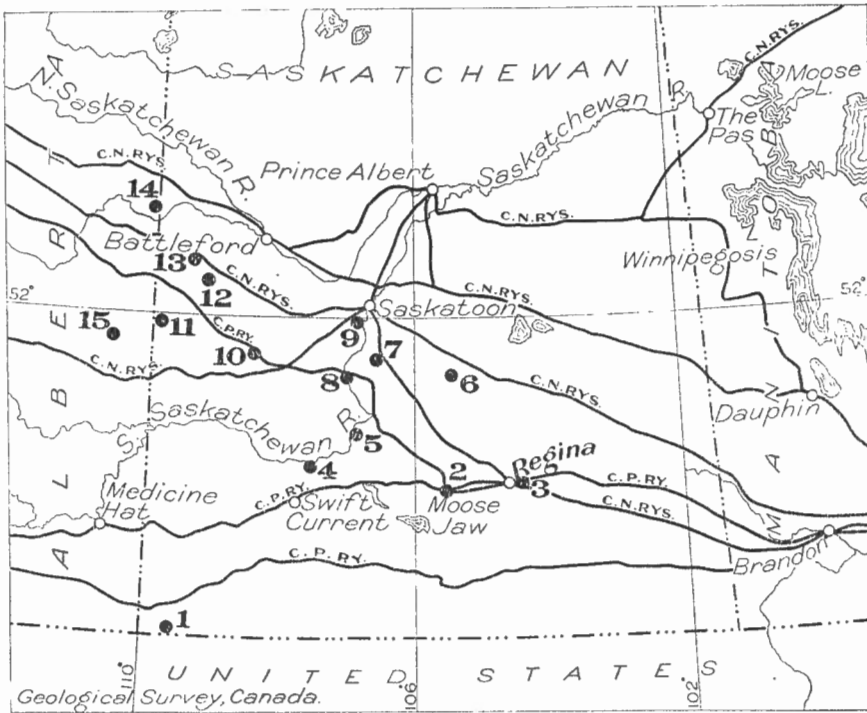 SASKATCHEWAN
Moose L.
N. Saskatchewan R.
Saskatchewan R.
The Pas
C.N.RYS.
Prince Albert
14
C.N.RYS.
Battleford
13
12
C.N.RYS.
Winnipegosis
52°
Saskatoon
C.N.RYS.
52°
15
11
C.P.RY.
9
10
7
C.N.RYS.
8
6
C.N.RYS.
Dauphin
S. Saskatchewan R.
5
4
Regina
2
3
C.P.RY.
Medicine Hat
C.P.RY.
Swift Current
Moose Jaw
C.N.RYS.
Brandon
C.P.RY.
1
ALBERTA
MANITOBA
110°
106
102
UNITED STATES
Geological Survey, Canada.